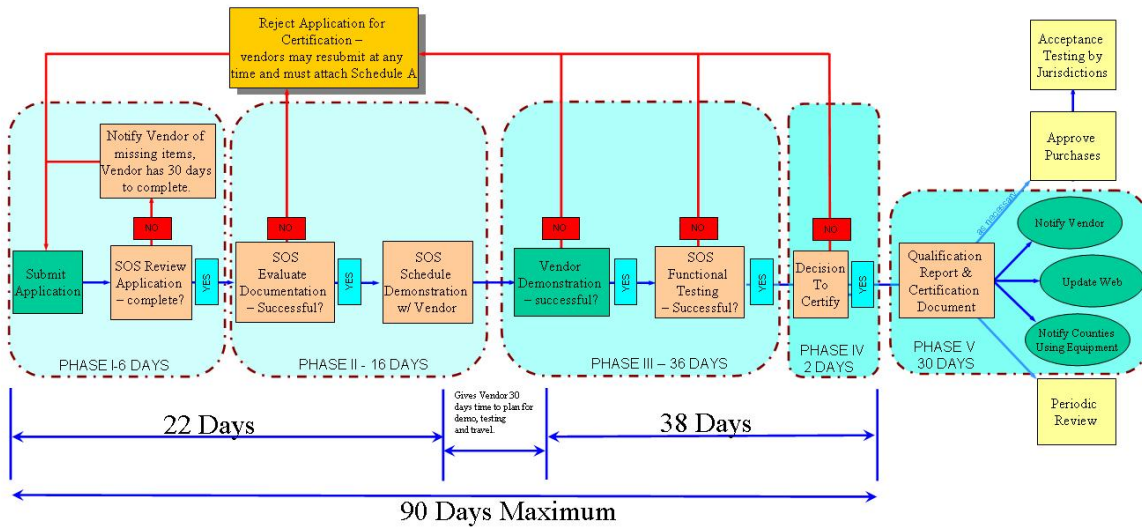 Reject Application for
Certification –
vendors may resubmit at any
time and must attach Schedule A.
Acceptance
Testing by
Jurisdictions
Notify Vendor of
missing items,
Vendor has 30 days
to complete.
Approve
Purchases
as necessary
NO
NO
NO
NO
NO
Submit
Application
SOS Review
Application
– complete?
YES
SOS
Evaluate
Documentation
– Successful?
YES
SOS
Schedule
Demonstration
w/ Vendor
Vendor
Demonstration
– successful?
YES
SOS
Functional
Testing –
Successful?
YES
Decision
To
Certify
YES
Qualification
Report &
Certification
Document
Notify Vendor
Update Web
Notify Counties
Using Equipment
PHASE I-6 DAYS
PHASE II - 16 DAYS
PHASE III – 36 DAYS
PHASE IV
2 DAYS
PHASE V
30 DAYS
Periodic
Review
22 Days
Gives Vendor 30
days time to plan for
demo, testing
and travel.
38 Days
90 Days Maximum